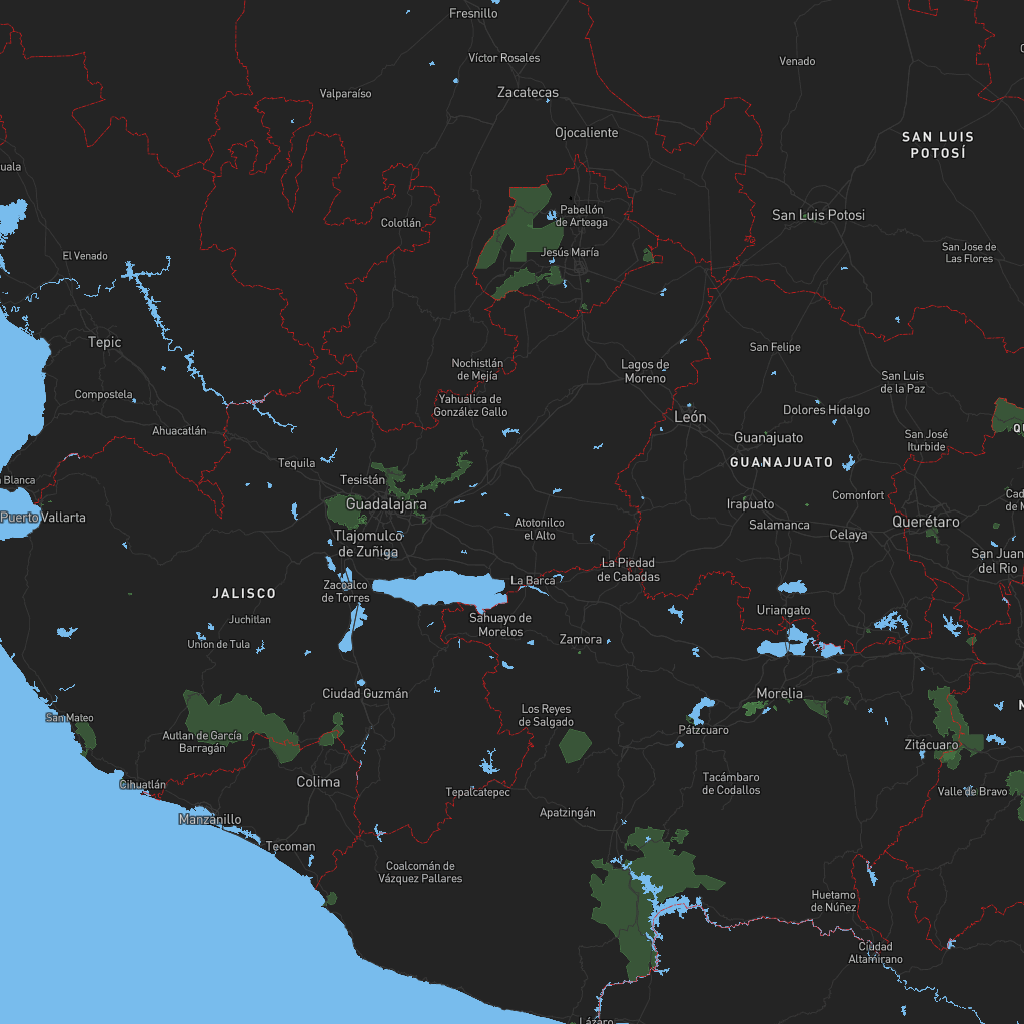 Fresnillo
Víctor Rosales
Venado
Zacatecas
Valparaíso
Ojocaliente
SAN LUIS
POTOSÍ
uala
Pabellón
de Arteaga
San Luis Potosi
Colotlán
Jesús María
San Jose de
Las Flores
El Venado
Tepic
San Felipe
Nochistlán
de Mejía
Lagos de
Moreno
San Luis
de la Paz
Compostela
Yahualica de
González Gallo
León
Dolores Hidalgo
Ahuacatlán
Guanajuato
San José
Iturbide
QU
Tequila
GUANAJUATO
Tesistán
Blanca
Comonfort
Cad
de M
Guadalajara
Irapuato
Puerto Vallarta
Atotonilco
el Alto
Salamanca
Querétaro
Tlajomulco
de Zuñiga
Celaya
San Juan
del Rio
La Piedad
de Cabadas
La Barca
JALISCO
Zacoalco
de Torres
Uriangato
Juchitlan
Sahuayo de
Morelos
Union de Tula
Zamora
Ciudad Guzmán
Morelia
San Mateo
Los Reyes
de Salgado
M
Autlan de García
Barragán
Pátzcuaro
Zitácuaro
Cihuatlán
Colima
Tacámbaro
de Codallos
Tepalcatepec
Valle de Bravo
Manzanillo
Apatzingán
Tecoman
Coalcomán de
Vázquez Pallares
Huetamo
de Núñez
Ciudad
Altamirano
Lázaro